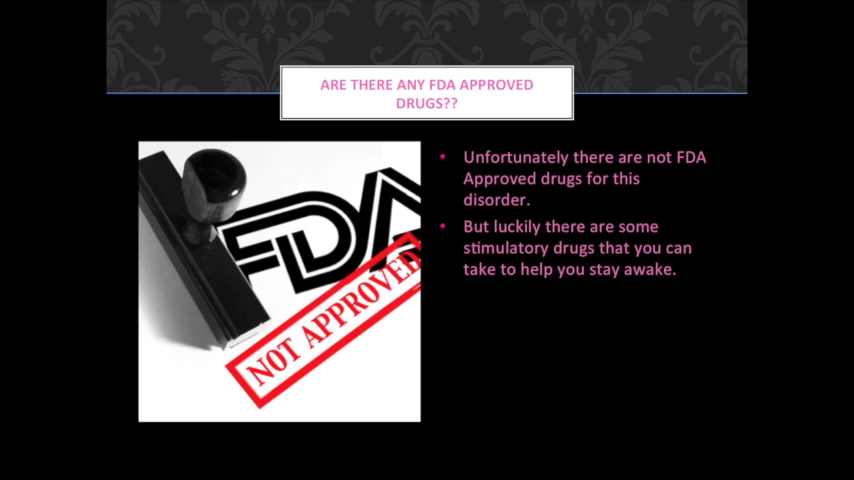 ARE THERE ANY FDA APPROVED
DRUGS??
FDA
NOT APPROVED
• Unfortunately there are not FDA
Approved drugs for this
disorder.
• But luckily there are some
stimulatory drugs that you can
take to help you stay awake.